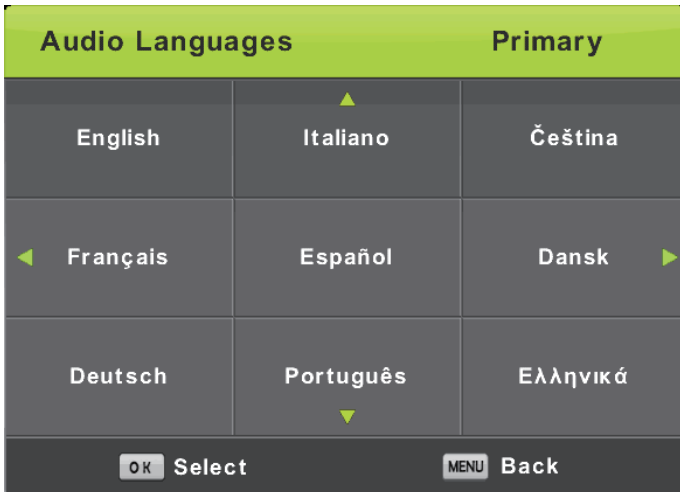 Audio Languages Primary
English Italiano Čeština
Français Español Dansk
Deutsch Português Ελληνικά
OK Select MENU Back